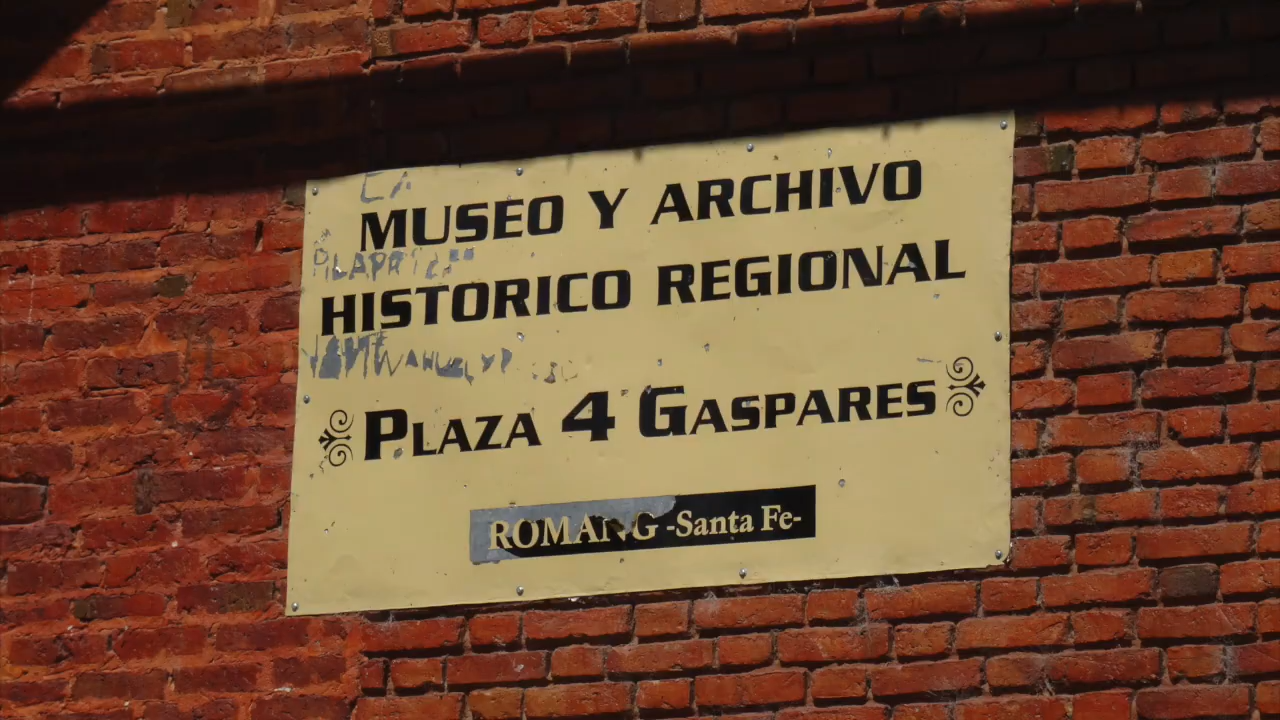 MUSEO Y ARCHIVO
HISTORICO REGIONAL
PLAZA 4 GASPARES
ROMANG -Santa Fe-